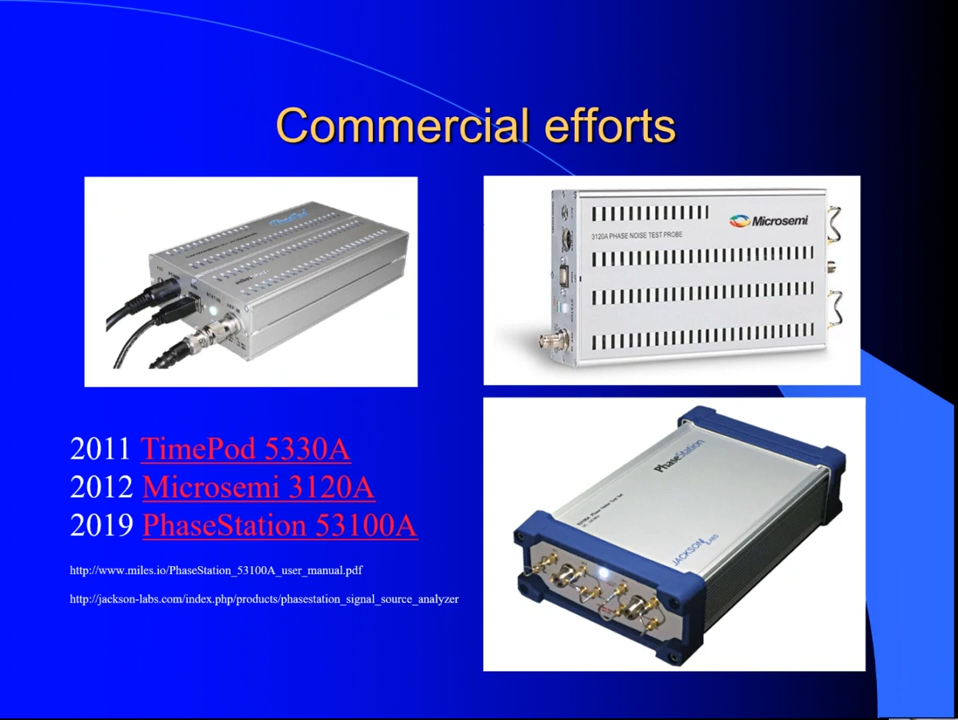 Commercial efforts
TimePod
Microsemi
3120A PHASE NOISE TEST PROBE
PhaseStation
JACKSON LABS
2011 TimePod 5330A
2012 Microsemi 3120A
2019 PhaseStation 53100A
http://www.miles.io/PhaseStation_53100A_user_manual.pdf
http://jackson-labs.com/index.php/products/phasestation_signal_source_analyzer